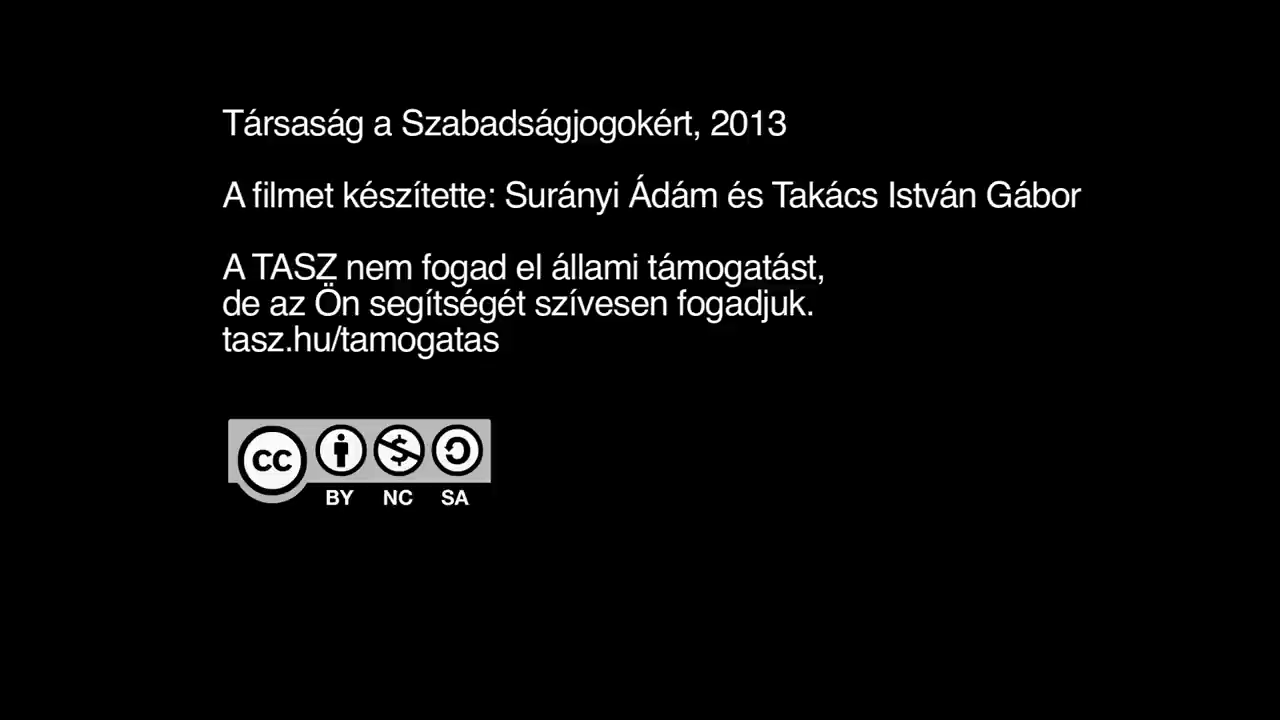 Társaság a Szabadságjogokért, 2013
A filmet készítette: Surányi Ádám és Takács István Gábor
A TASZ nem fogad el állami támogatást,
de az Ön segítségét szívesen fogadjuk.
tasz.hu/tamogatas
CC
BY NC SA